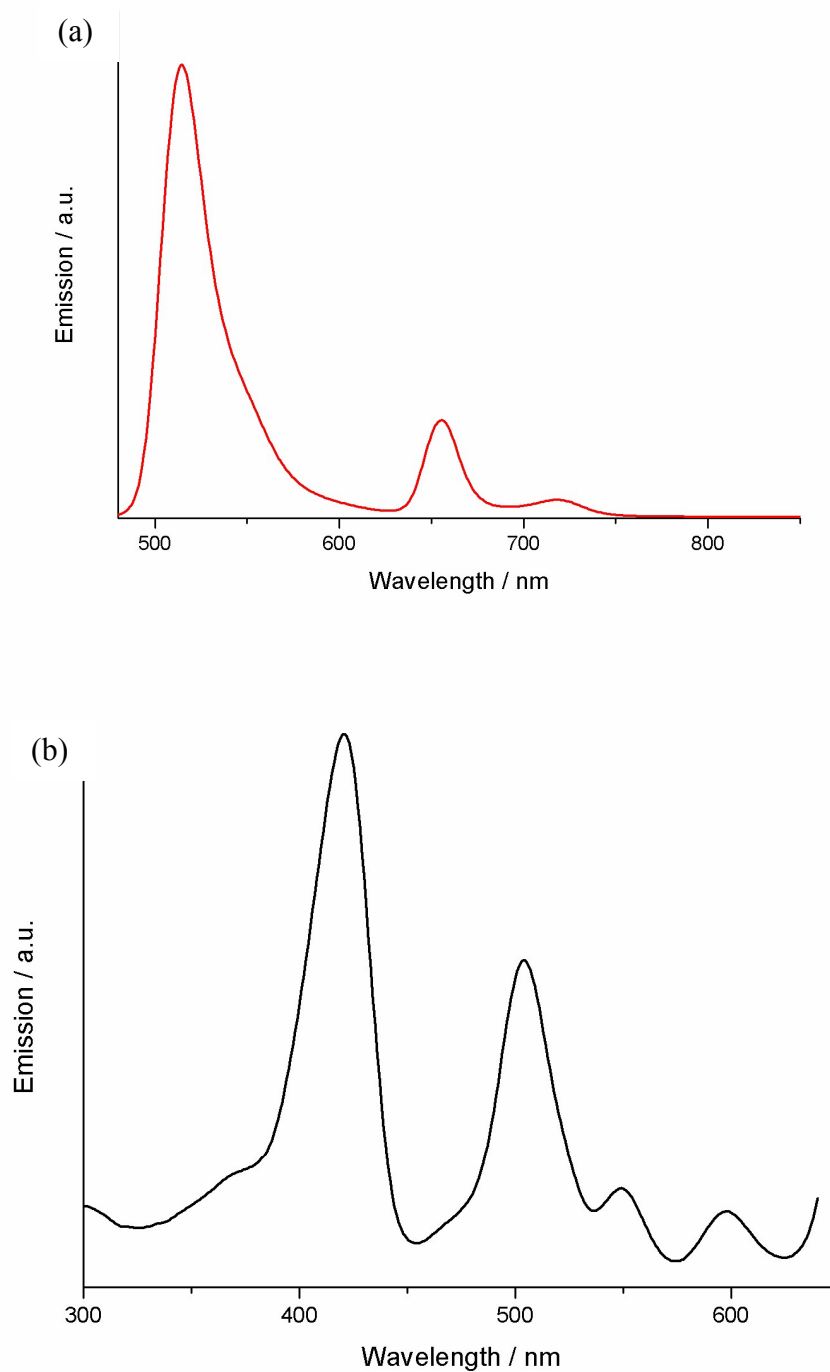 (a)
Emission / a.u.
500 600 700 800
Wavelength / nm
(b)
Emission / a.u.
300 400 500 600
Wavelength / nm